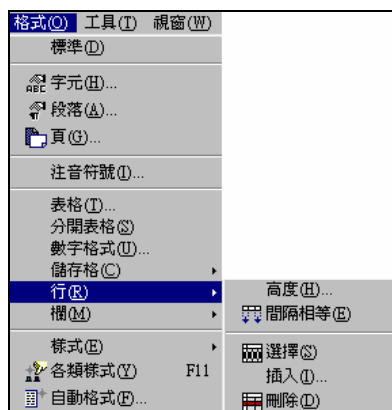 格式(O) 工具(T) 視窗(W)
標準(D)
字元(H)...
段落(A)...
頁(G)...
注音符號(I)...
表格(T)...
分開表格(S)
數字格式(U)...
儲存格(C)
行(R)
高度(H)...
欄(M)
間隔相等(E)
樣式(E)
選擇(S)
各類樣式(Y) F11
插入(I)...
自動格式(F)...
刪除(D)